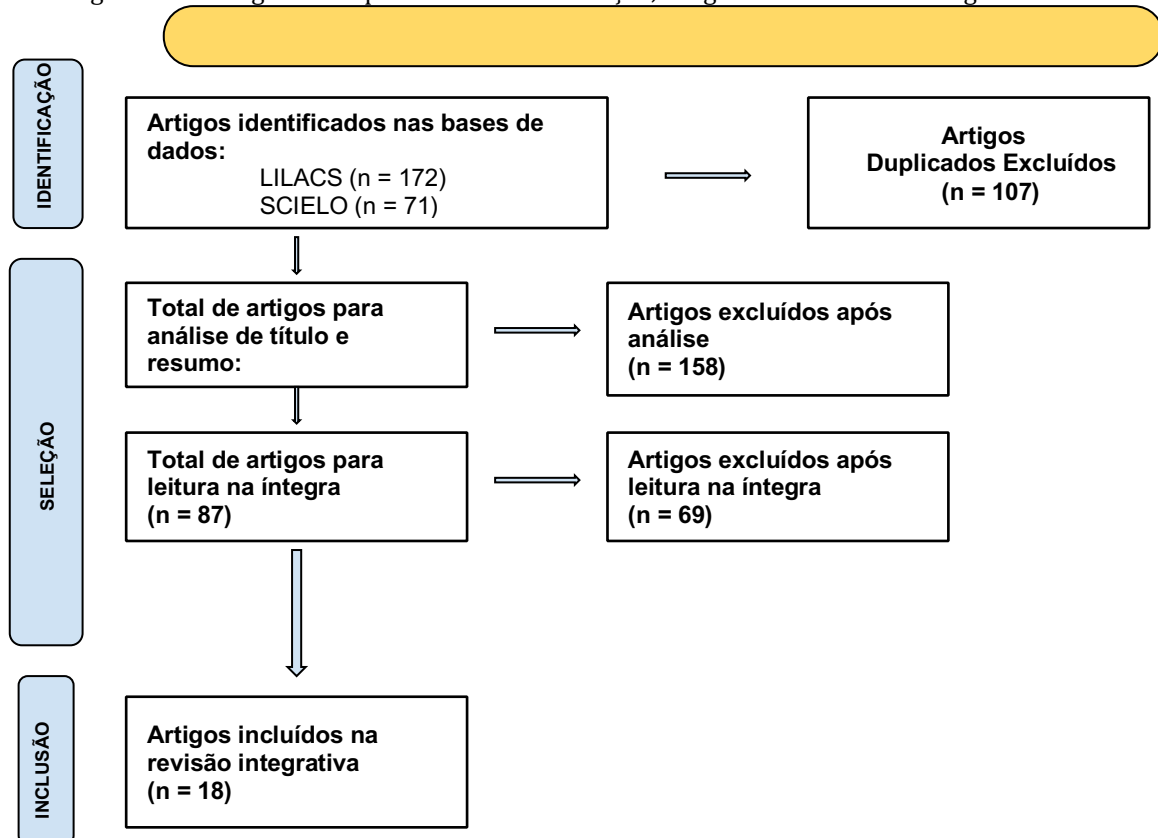 IDENTIFICAÇÃO
Artigos identificados nas bases de
dados:
LILACS (n = 172)
SCIELO (n = 71)
Artigos
Duplicados Excluídos
(n = 107)
SELEÇÃO
Total de artigos para
análise de título e
resumo:
Artigos excluídos após
análise
(n = 158)
Total de artigos para
leitura na íntegra
(n = 87)
Artigos excluídos após
leitura na íntegra
(n = 69)
INCLUSÃO
Artigos incluídos na
revisão integrativa
(n = 18)